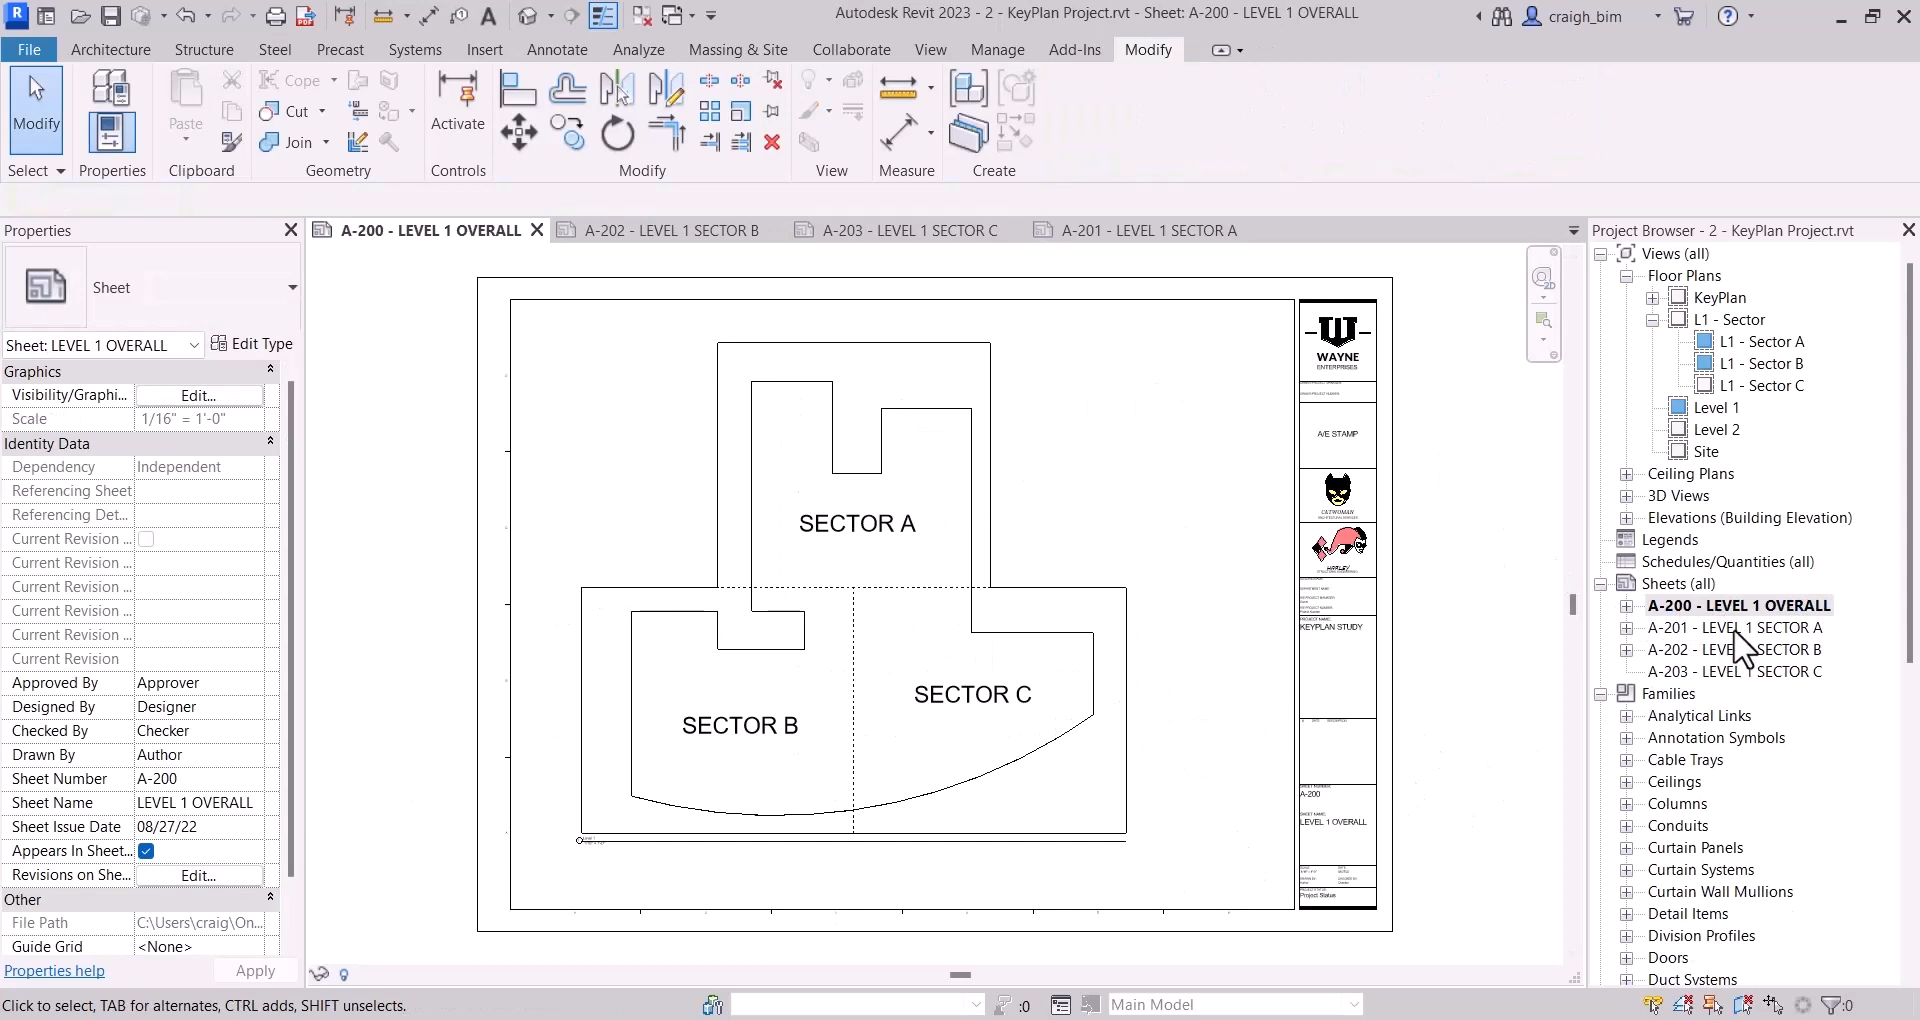 Autodesk Revit 2023 - 2 - KeyPlan Project.rvt - Sheet: A-200 - LEVEL 1 OVERALL
craigh_bim
File Architecture Structure Steel Precast Systems Insert Annotate Analyze Massing & Site Collaborate View Manage Add-Ins Modify
Modify
Paste
Cope
Cut
Join
Activate
Select Properties Clipboard Geometry Controls Modify View Measure Create
Properties
Sheet
Sheet: LEVEL 1 OVERALL Edit Type
Graphics
Visibility/Graphi... Edit...
Scale 1/16" = 1'-0"
Identity Data
Dependency Independent
Referencing Sheet
Referencing Det...
Current Revision ...
Current Revision ...
Current Revision ...
Current Revision ...
Current Revision ...
Current Revision
Approved By Approver
Designed By Designer
Checked By Checker
Drawn By Author
Sheet Number A-200
Sheet Name LEVEL 1 OVERALL
Sheet Issue Date 08/27/22
Appears In Sheet...
Revisions on She... Edit...
Other
File Path C:\Users\craig\On...
Guide Grid <None>
Properties help Apply
A-200 - LEVEL 1 OVERALL A-202 - LEVEL 1 SECTOR B A-203 - LEVEL 1 SECTOR C A-201 - LEVEL 1 SECTOR A
SECTOR A
SECTOR B
SECTOR C
WAYNE
ENTERPRISES
A/E STAMP
CATWOMAN
HARLEY
KEYPLAN STUDY
A-200
LEVEL 1 OVERALL
Project Status
2D
Project Browser - 2 - KeyPlan Project.rvt
Views (all)
Floor Plans
KeyPlan
L1 - Sector
L1 - Sector A
L1 - Sector B
L1 - Sector C
Level 1
Level 2
Site
Ceiling Plans
3D Views
Elevations (Building Elevation)
Legends
Schedules/Quantities (all)
Sheets (all)
A-200 - LEVEL 1 OVERALL
A-201 - LEVEL 1 SECTOR A
A-202 - LEVEL 1 SECTOR B
A-203 - LEVEL 1 SECTOR C
Families
Analytical Links
Annotation Symbols
Cable Trays
Ceilings
Columns
Conduits
Curtain Panels
Curtain Systems
Curtain Wall Mullions
Detail Items
Division Profiles
Doors
Duct Systems
Click to select, TAB for alternates, CTRL adds, SHIFT unselects. :0 Main Model :0